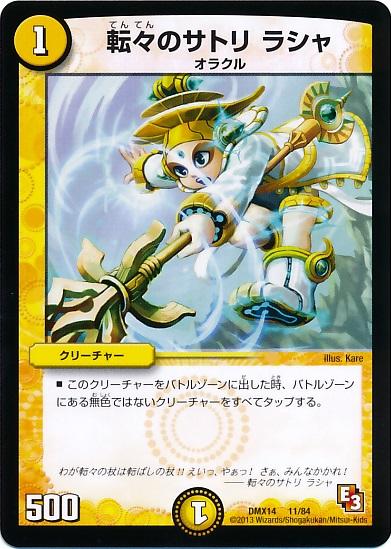 1
てんてん
転々のサトリ ラシャ
オラクル
クリーチャー
illus. Kare
■ このクリーチャーをバトルゾーンに出した時、バトルゾーン
にある無色ではないクリーチャーをすべてタップする。
わが転々の杖は転ばしの杖!! えいっ、やぁっ！ さぁ、みんなかかれ！
—— 転々のサトリ ラシャ
500
1
DMX14 11/84
©2013 Wizards/Shogakukan/Mitsui-Kids
E3